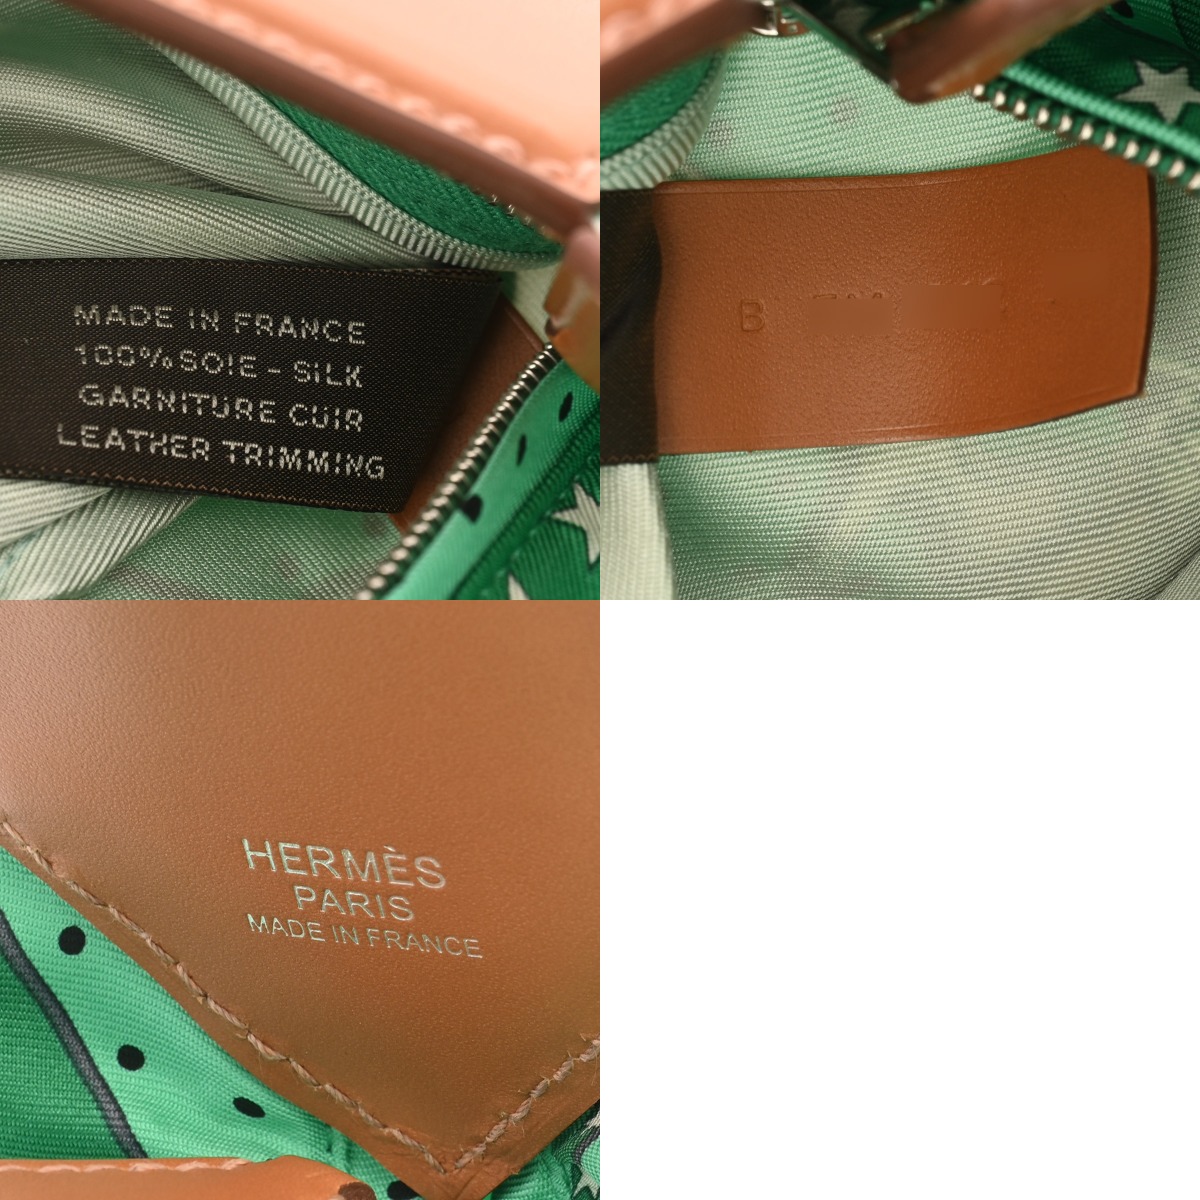 MADE IN FRANCE
100% SOIE - SILK
GARNITURE CUIR
LEATHER TRIMMING
B
HERMÈS
PARIS
MADE IN FRANCE